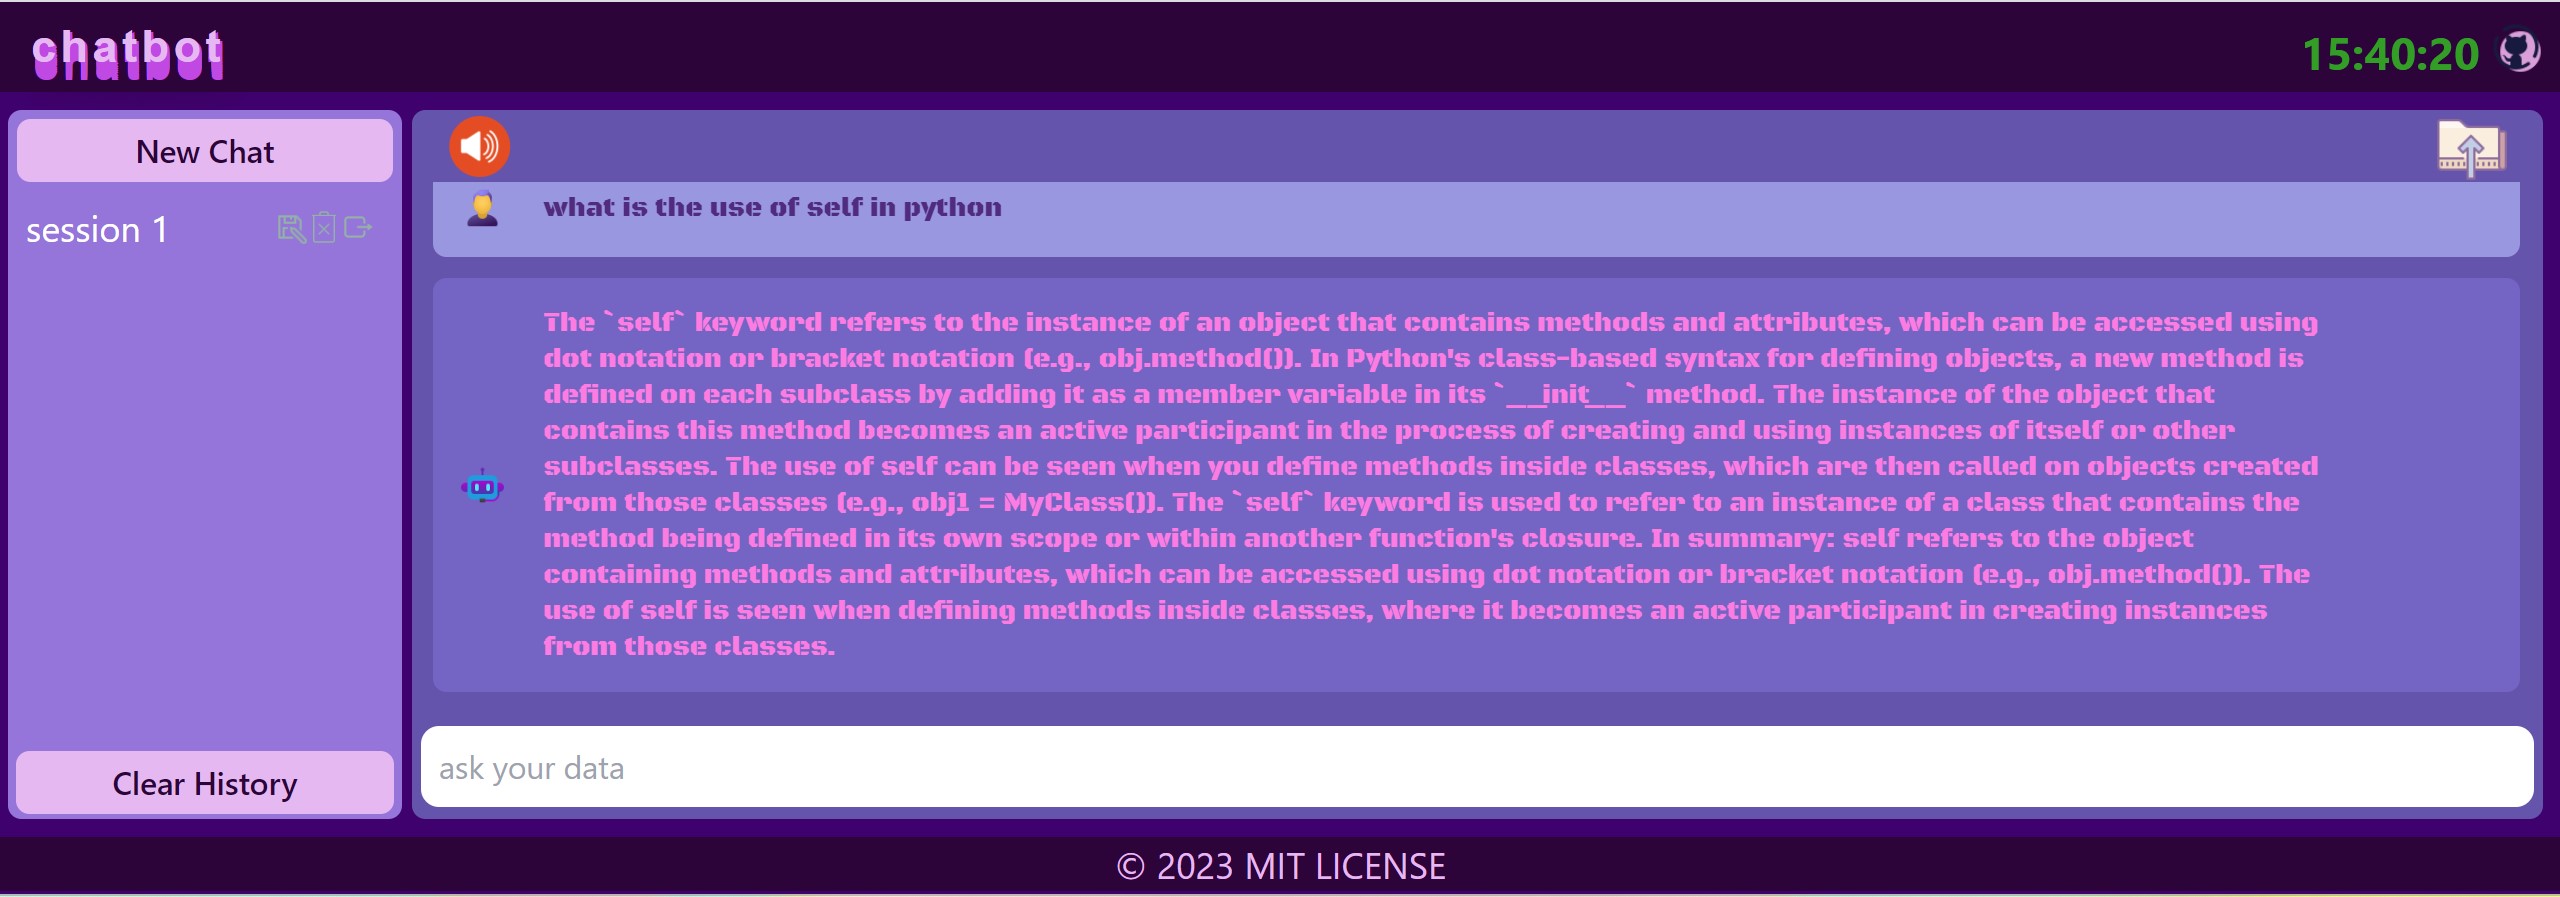 chatbot
15:40:20
New Chat
session 1
Clear History
what is the use of self in python
The `self` keyword refers to the instance of an object that contains methods and attributes, which can be accessed using
dot notation or bracket notation (e.g., obj.method()). In Python's class-based syntax for defining objects, a new method is
defined on each subclass by adding it as a member variable in its `__init__` method. The instance of the object that
contains this method becomes an active participant in the process of creating and using instances of itself or other
subclasses. The use of self can be seen when you define methods inside classes, which are then called on objects created
from those classes (e.g., obj1 = MyClass()). The `self` keyword is used to refer to an instance of a class that contains the
method being defined in its own scope or within another function's closure. In summary: self refers to the object
containing methods and attributes, which can be accessed using dot notation or bracket notation (e.g., obj.method()). The
use of self is seen when defining methods inside classes, where it becomes an active participant in creating instances
from those classes.
ask your data
© 2023 MIT LICENSE